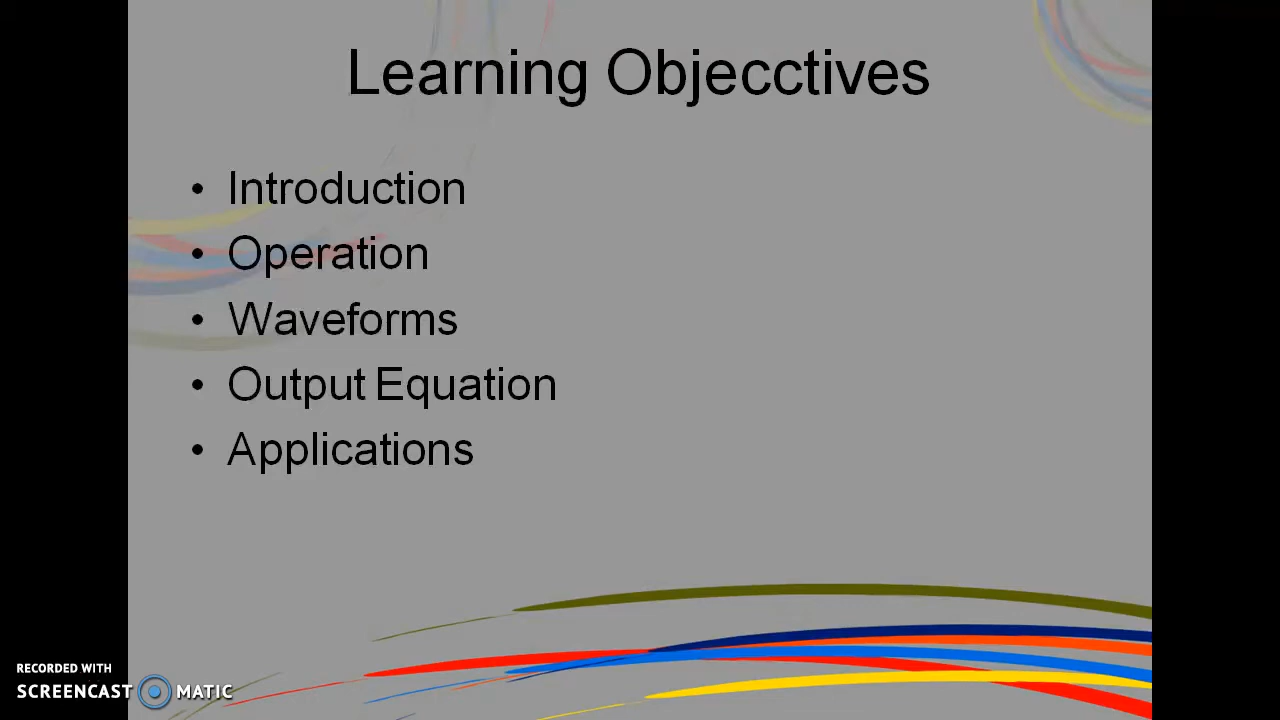 Learning Objecctives
• Introduction
• Operation
• Waveforms
• Output Equation
• Applications
RECORDED WITH
SCREENCAST MATIC